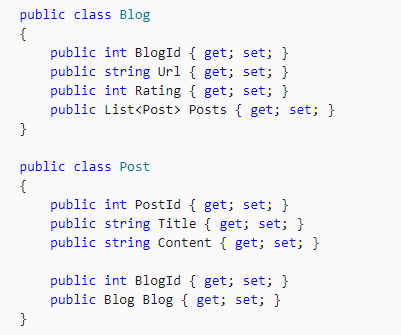 public class Blog
{
    public int BlogId { get; set; }
    public string Url { get; set; }
    public int Rating { get; set; }
    public List<Post> Posts { get; set; }
}

public class Post
{
    public int PostId { get; set; }
    public string Title { get; set; }
    public string Content { get; set; }

    public int BlogId { get; set; }
    public Blog Blog { get; set; }
}